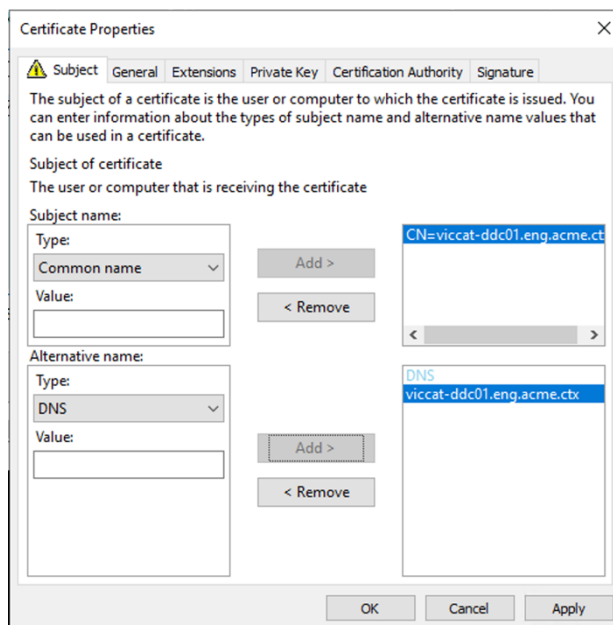 Certificate Properties
Subject General Extensions Private Key Certification Authority Signature
The subject of a certificate is the user or computer to which the certificate is issued. You
can enter information about the types of subject name and alternative name values that
can be used in a certificate.
Subject of certificate
The user or computer that is receiving the certificate
Subject name:
Type:
Common name
Value:
Add >
< Remove
CN=viccat-ddc01.eng.acme.ct
Alternative name:
Type:
DNS
Value:
Add >
< Remove
DNS
viccat-ddc01.eng.acme.ctx
OK Cancel Apply